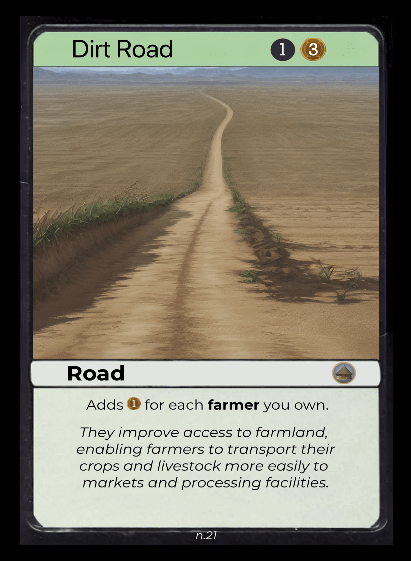 Dirt Road 1 3
Road
Adds 1 for each farmer you own.
They improve access to farmland,
enabling farmers to transport their
crops and livestock more easily to
markets and processing facilities.
n.21